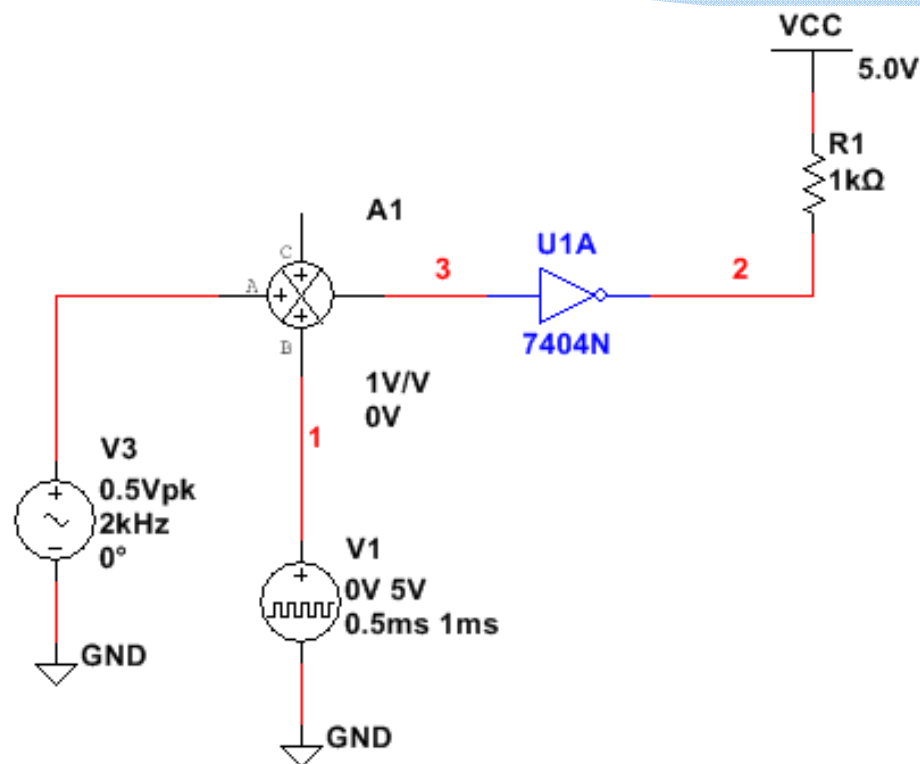 VCC
5.0V
R1
1kΩ
A1
C
A
B
3
U1A
2
7404N
1V/V
0V
1
V3
0.5Vpk
2kHz
0°
V1
0V 5V
0.5ms 1ms
GND
GND